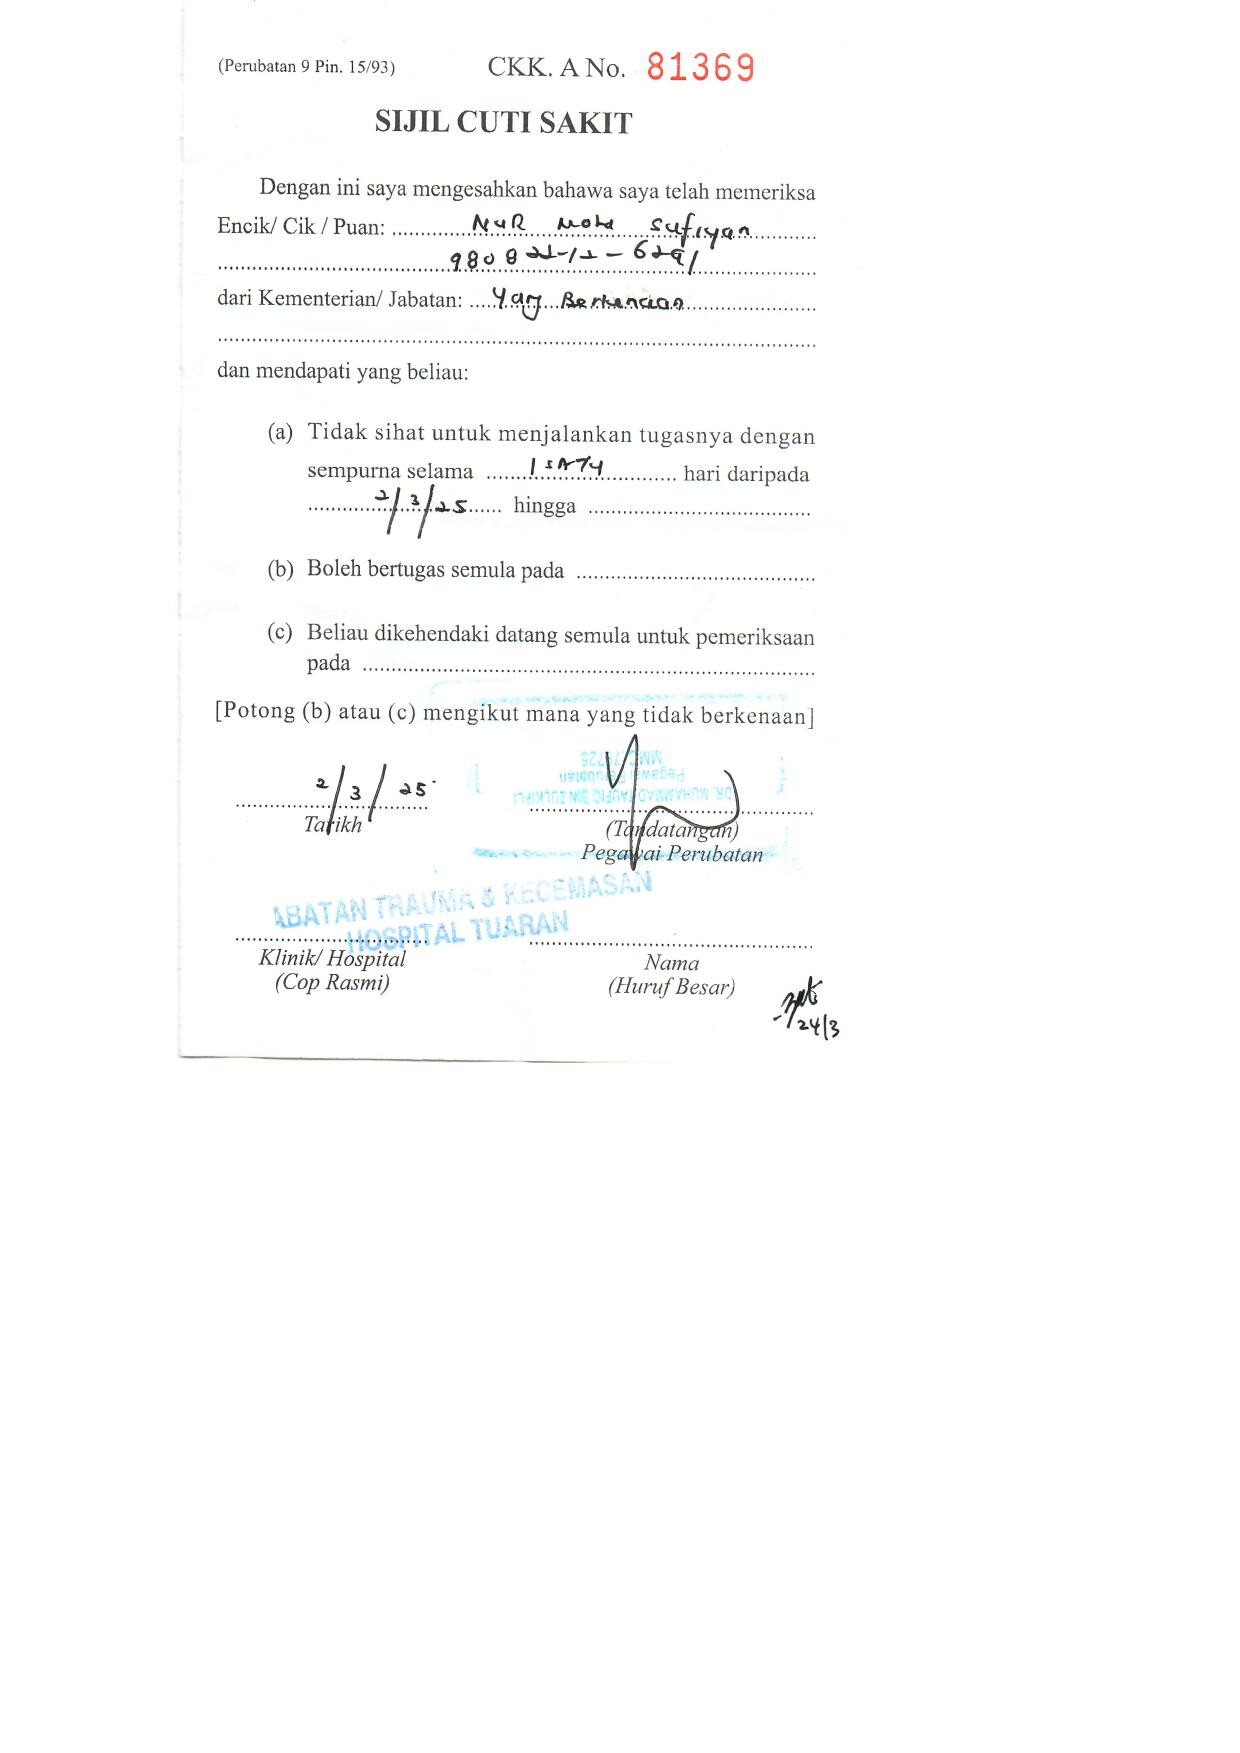 (Perubatan 9 Pin. 15/93) CKK. A No. 81369
SIJIL CUTI SAKIT
Dengan ini saya mengesahkan bahawa saya telah memeriksa
Encik/ Cik / Puan: NUR Mohd Sufiyan
980822-12-6291
dari Kementerian/ Jabatan: Yang Berkenaan
dan mendapati yang beliau:
(a) Tidak sihat untuk menjalankan tugasnya dengan
sempurna selama 1 SATU hari daripada
2/3/25 hingga
(b) Boleh bertugas semula pada
(c) Beliau dikehendaki datang semula untuk pemeriksaan
pada
[Potong (b) atau (c) mengikut mana yang tidak berkenaan]
DR. MUHAMMAD TAUFIQ BIN ZULKIPLI
Pegawai Perubatan
MMC
2/3/25
Tarikh (Tandatangan)
Pegawai Perubatan
ABATAN TRAUMA & KECEMASAN
HOSPITAL TUARAN
Klinik/ Hospital Nama
(Cop Rasmi) (Huruf Besar)
24/3